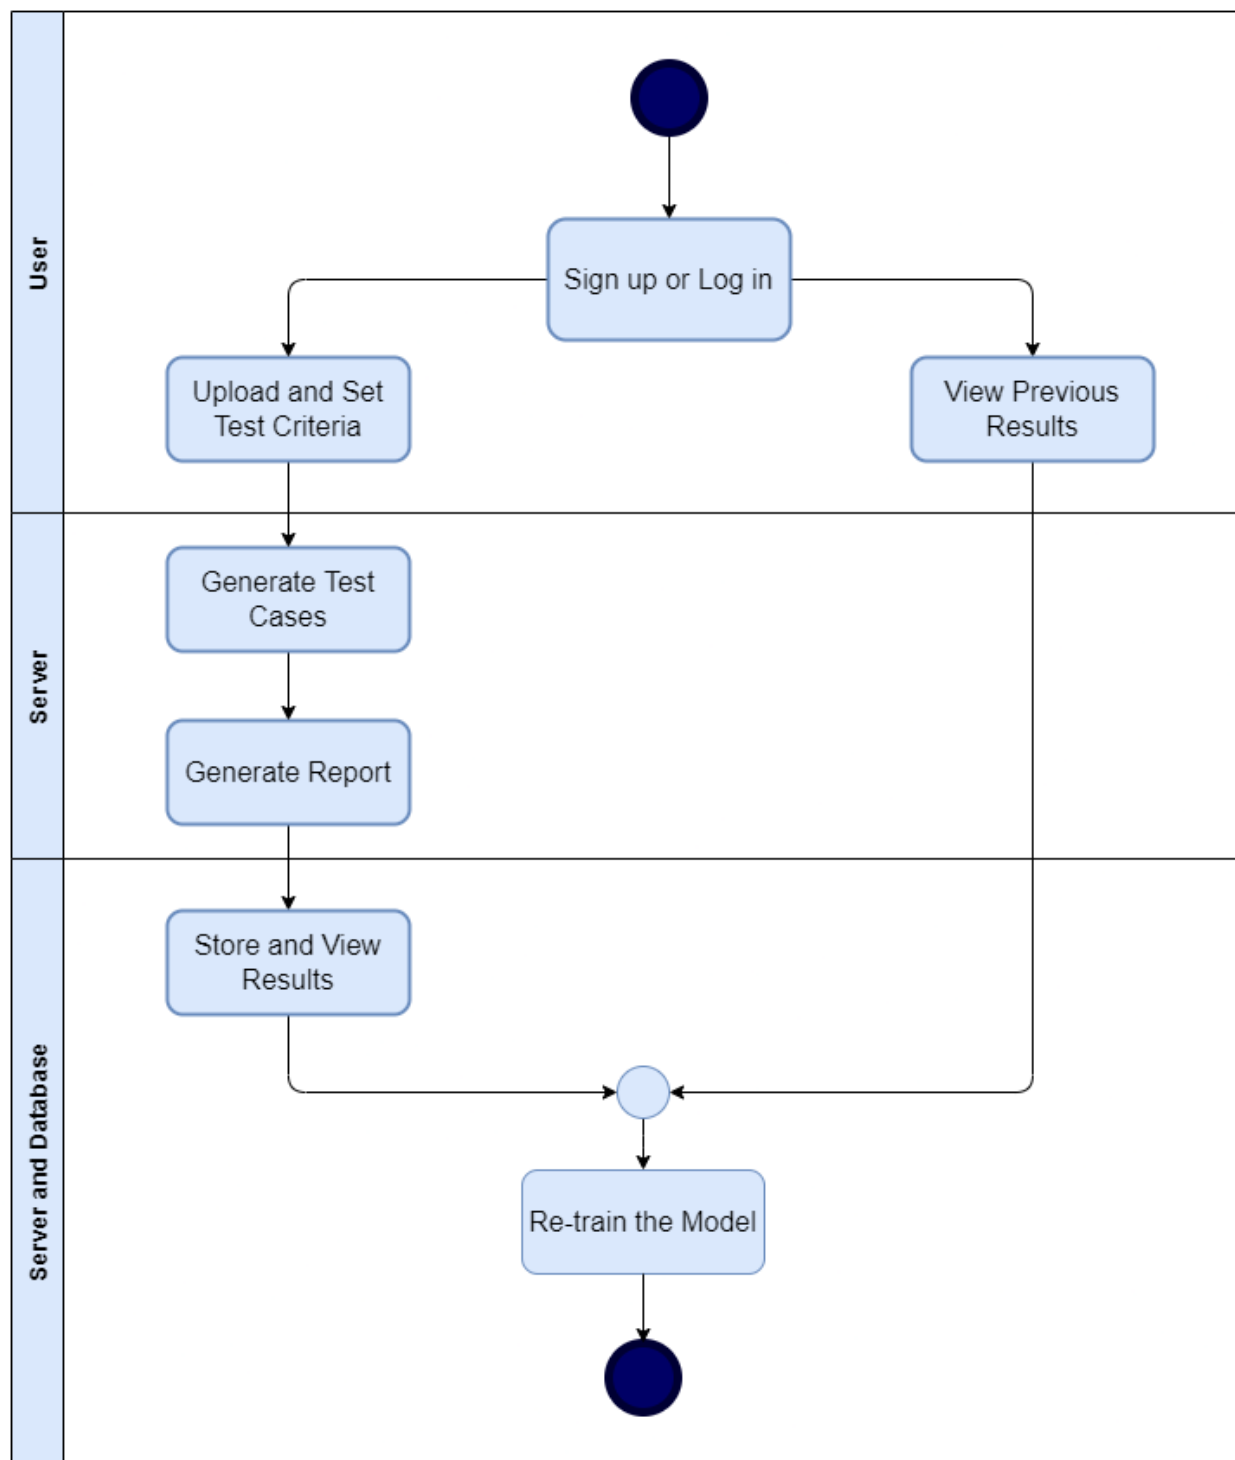 User
Sign up or Log in
Upload and Set
Test Criteria
View Previous
Results
Server
Generate Test
Cases
Generate Report
Server and Database
Store and View
Results
Re-train the Model